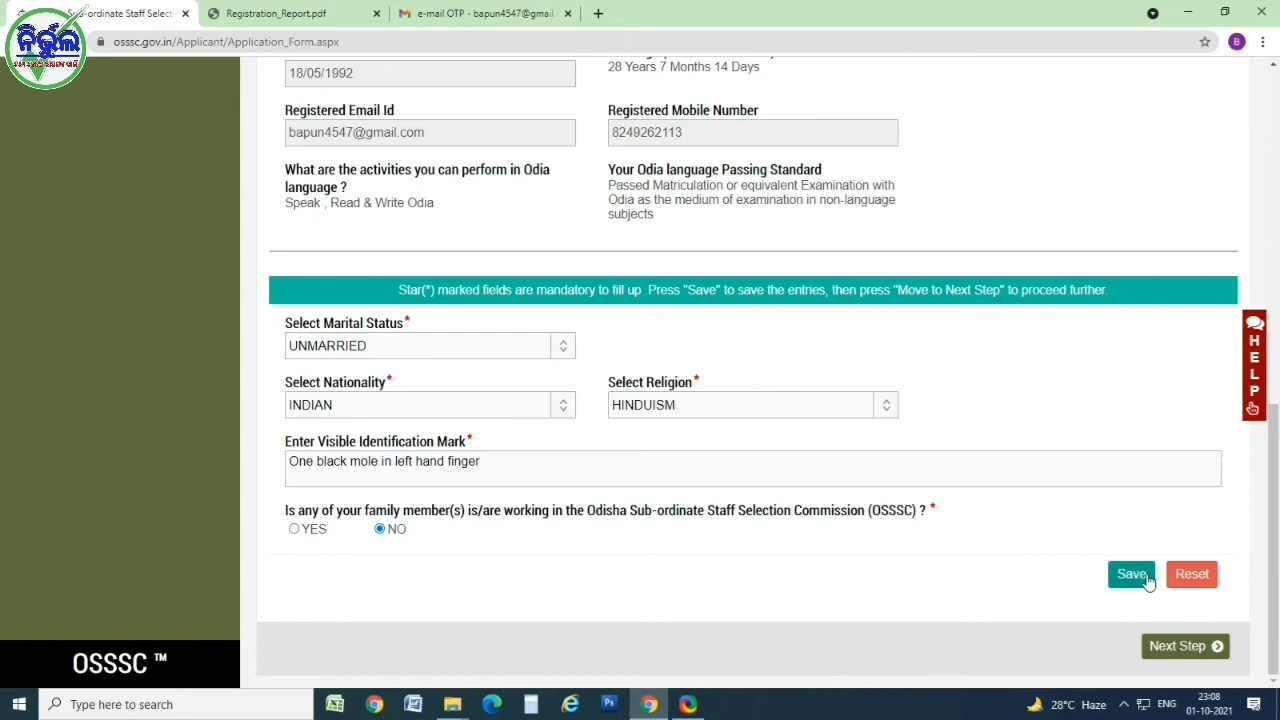 Sub-ordinate Staff Select
Registration_Report.pdf
e-mail OTP - bapun4547@gmail
osssc.gov.in/Applicant/Application_Form.aspx
B
ନିର୍ଭୁଲ
18/05/1992
28 Years 7 Months 14 Days
Registered Email Id
Registered Mobile Number
bapun4547@gmail.com
8249262113
What are the activities you can perform in Odia
language ?
Speak , Read & Write Odia
Your Odia language Passing Standard
Passed Matriculation or equivalent Examination with
Odia as the medium of examination in non-language
subjects
Star(*) marked fields are mandatory to fill up .Press "Save" to save the entries, then press "Move to Next Step" to proceed further.
Select Marital Status*
UNMARRIED
Select Nationality*
Select Religion*
INDIAN
HINDUISM
Enter Visible Identification Mark*
One black mole in left hand finger
Is any of your family member(s) is/are working in the Odisha Sub-ordinate Staff Selection Commission (OSSSC) ? *
YES
NO
Save
Reset
Next Step
HELP
OSSSC ™
Type here to search
28°C Haze
ENG
23:08
01-10-2021